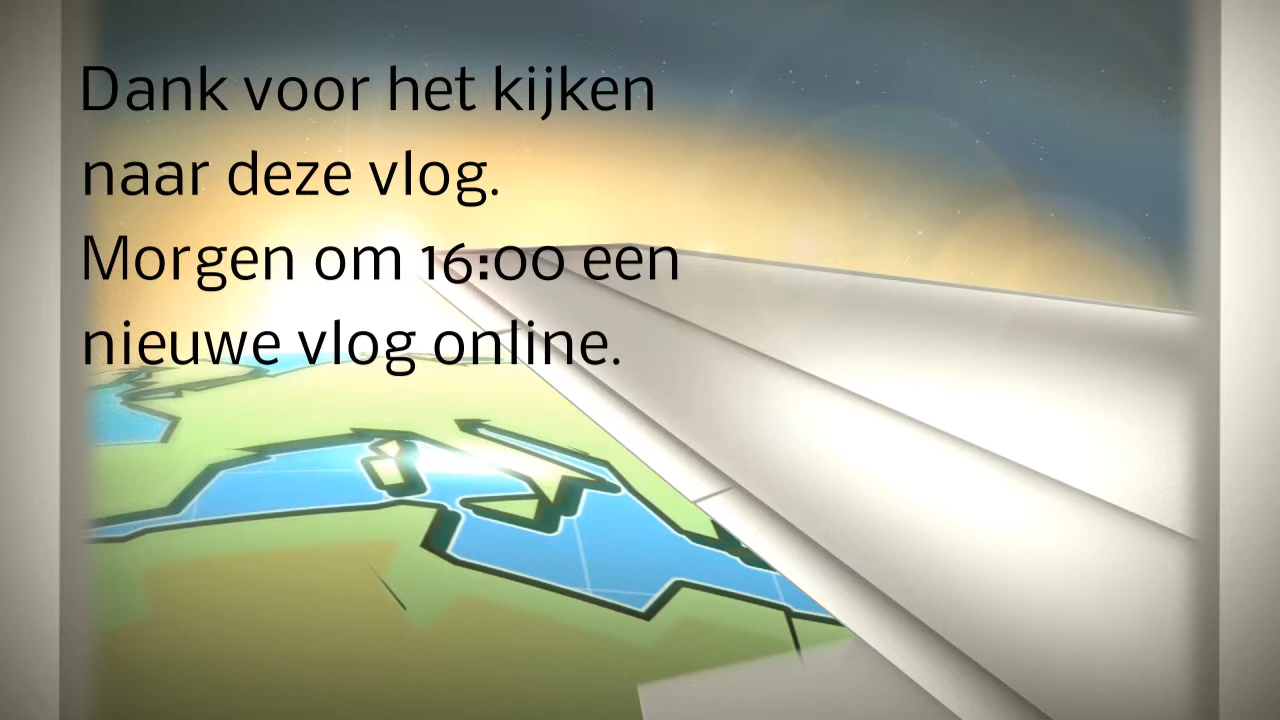 Dank voor het kijken
naar deze vlog.
Morgen om 16:00 een
nieuwe vlog online.